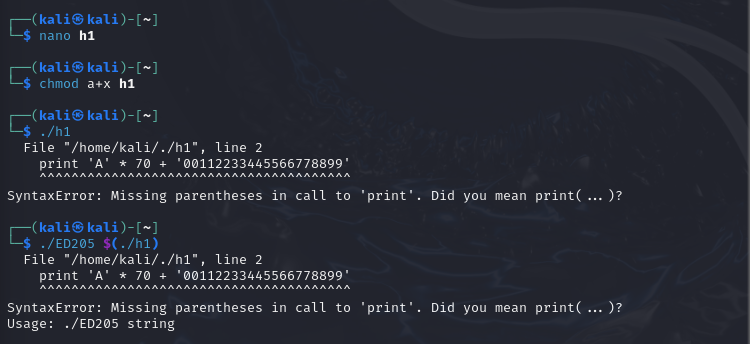 ┌──(kali㉿kali)-[~]
└─$ nano h1
┌──(kali㉿kali)-[~]
└─$ chmod a+x h1
┌──(kali㉿kali)-[~]
└─$ ./h1
  File "/home/kali/./h1", line 2
    print 'A' * 70 + '00112233445566778899'
    ^^^^^^^^^^^^^^^^^^^^^^^^^^^^^^^^^^^^^^^
SyntaxError: Missing parentheses in call to 'print'. Did you mean print(...)?
┌──(kali㉿kali)-[~]
└─$ ./ED205 $(./h1)
  File "/home/kali/./h1", line 2
    print 'A' * 70 + '00112233445566778899'
    ^^^^^^^^^^^^^^^^^^^^^^^^^^^^^^^^^^^^^^^
SyntaxError: Missing parentheses in call to 'print'. Did you mean print(...)?
Usage: ./ED205 string